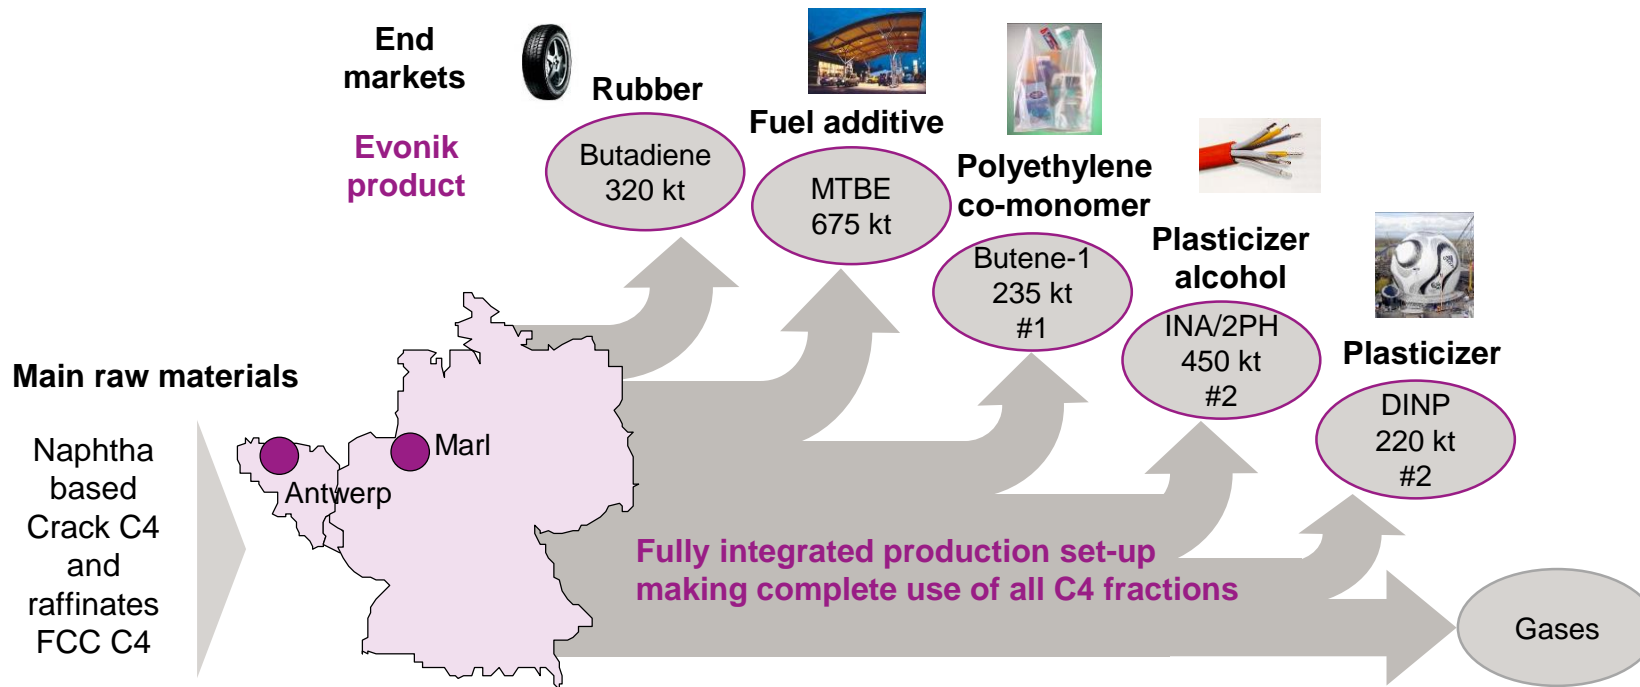 End
markets
Evonik
product
Rubber
Butadiene
320 kt
Fuel additive
MTBE
675 kt
Polyethylene
co-monomer
Butene-1
235 kt
#1
Plasticizer
alcohol
INA/2PH
450 kt
#2
Plasticizer
DINP
220 kt
#2
Main raw materials
Naphtha
based
Crack C4
and
raffinates
FCC C4
Marl
Antwerp
Fully integrated production set-up
making complete use of all C4 fractions
Gases